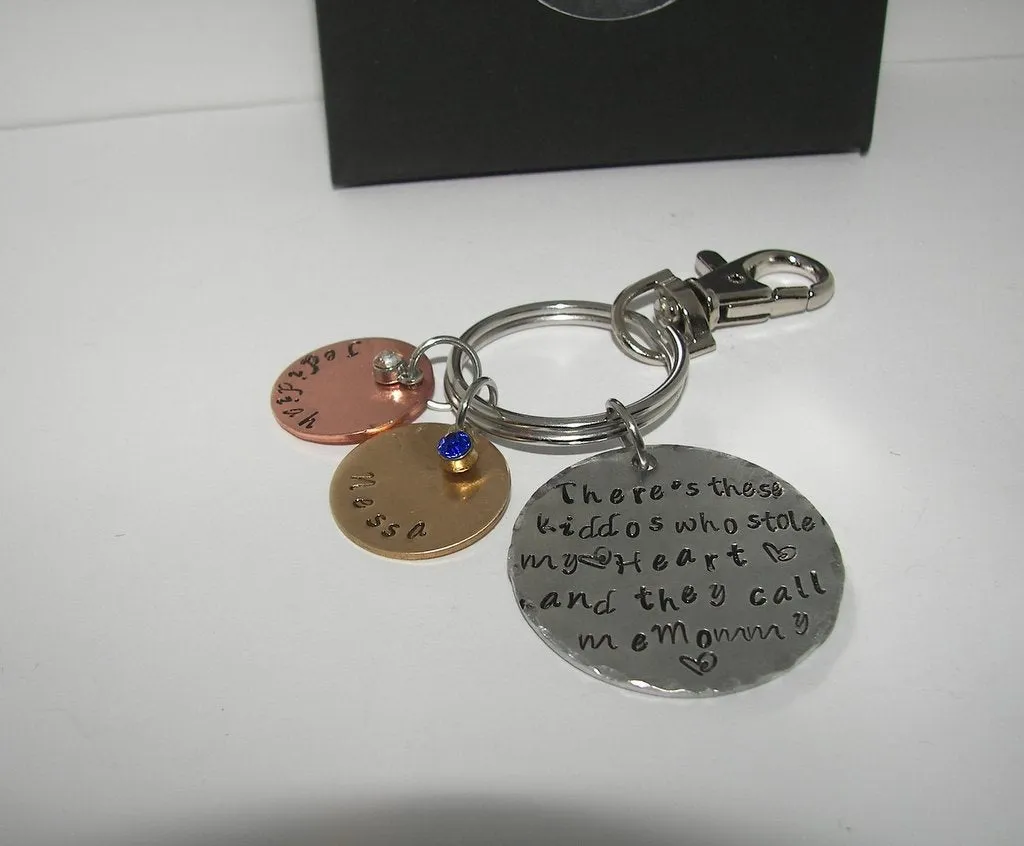 There's these
kiddos who stole
my Heart
and they call
me Mommy
Nessa